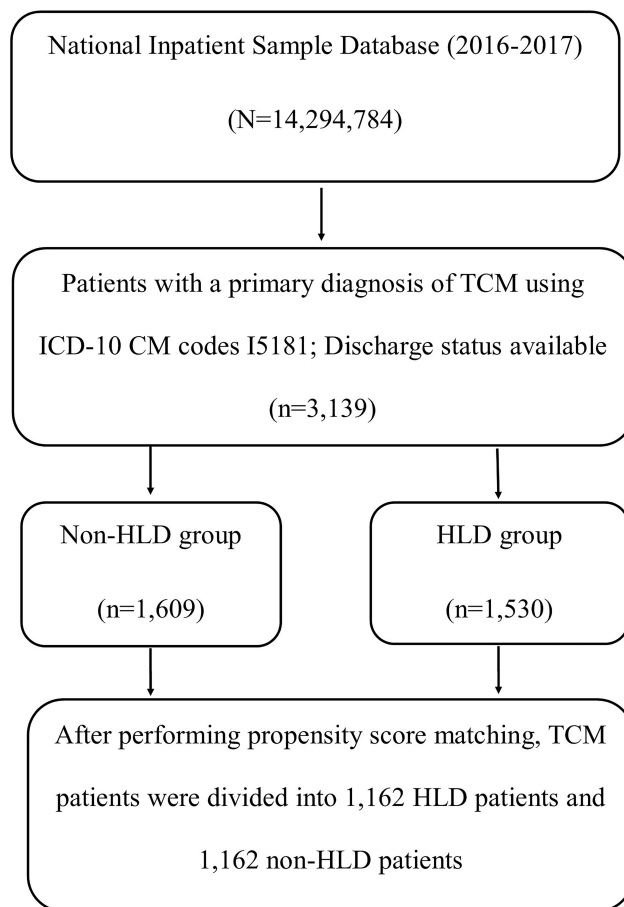 National Inpatient Sample Database (2016-2017)
(N=14,294,784)
Patients with a primary diagnosis of TCM using
ICD-10 CM codes I5181; Discharge status available
(n=3,139)
Non-HLD group
(n=1,609)
HLD group
(n=1,530)
After performing propensity score matching, TCM
patients were divided into 1,162 HLD patients and
1,162 non-HLD patients